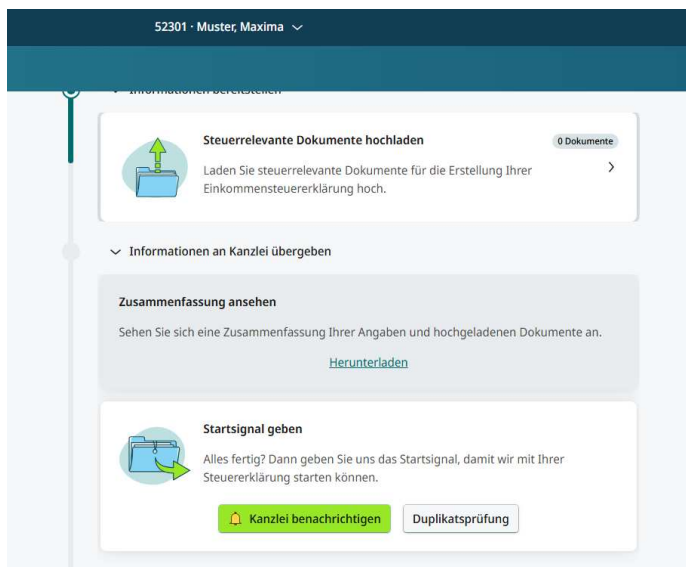 52301 · Muster, Maxima
Informationen bereitstellen
Steuerrelevante Dokumente hochladen
0 Dokumente
Laden Sie steuerrelevante Dokumente für die Erstellung Ihrer
Einkommensteuererklärung hoch.
Informationen an Kanzlei übergeben
Zusammenfassung ansehen
Sehen Sie sich eine Zusammenfassung Ihrer Angaben und hochgeladenen Dokumente an.
Herunterladen
Startsignal geben
Alles fertig? Dann geben Sie uns das Startsignal, damit wir mit Ihrer
Steuererklärung starten können.
Kanzlei benachrichtigen
Duplikatsprüfung